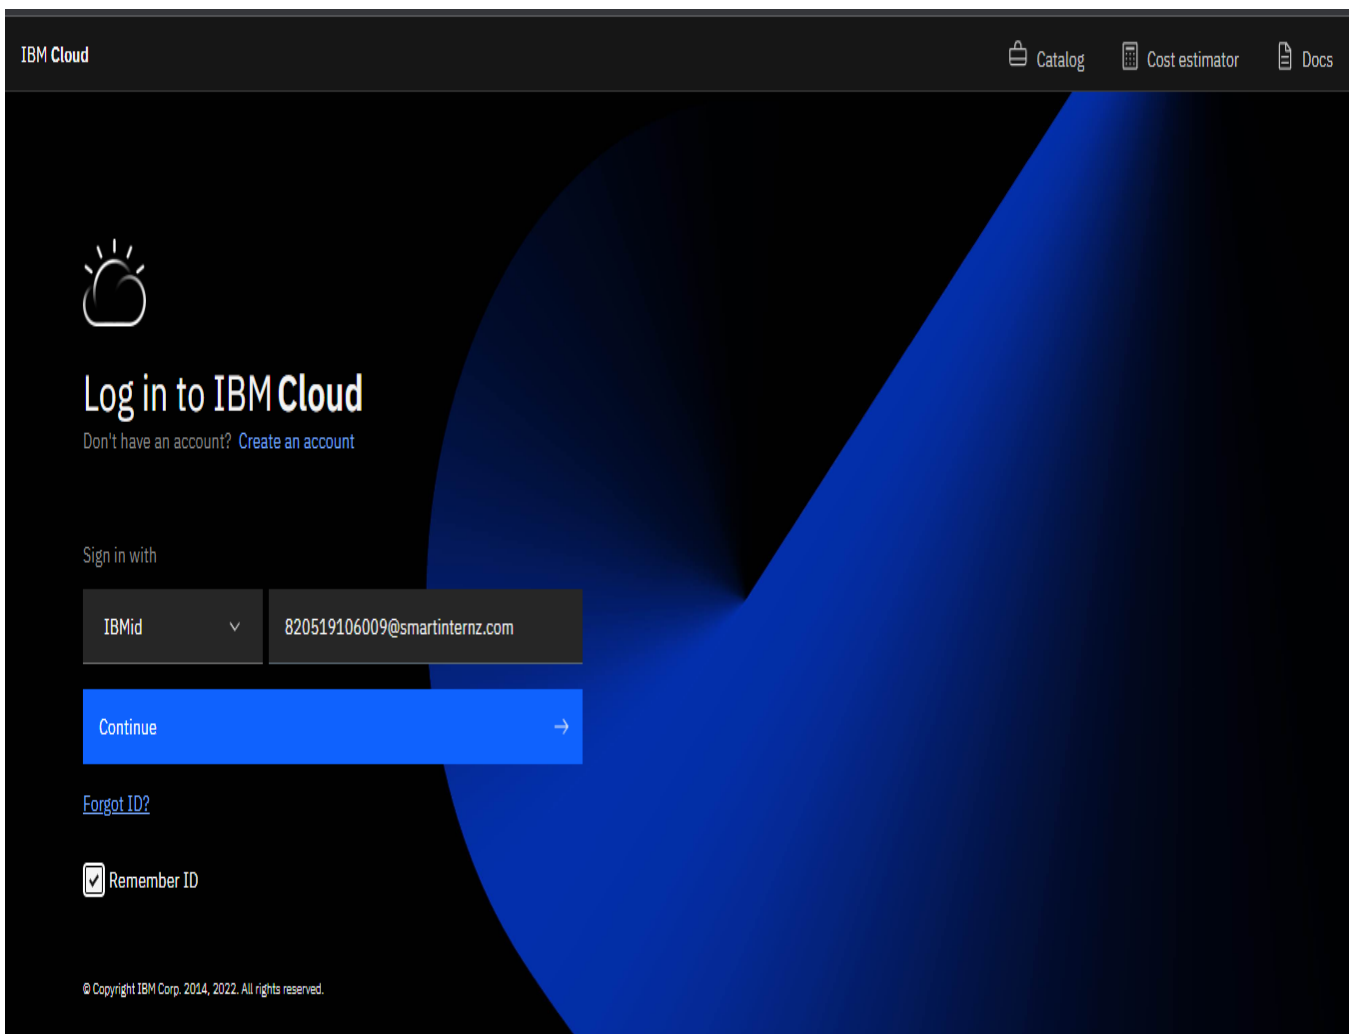 IBM Cloud
Catalog
Cost estimator
Docs
Log in to IBM Cloud
Don't have an account? Create an account
Sign in with
IBMid
820519106009@smartinternz.com
Continue
Forgot ID?
Remember ID
© Copyright IBM Corp. 2014, 2022. All rights reserved.